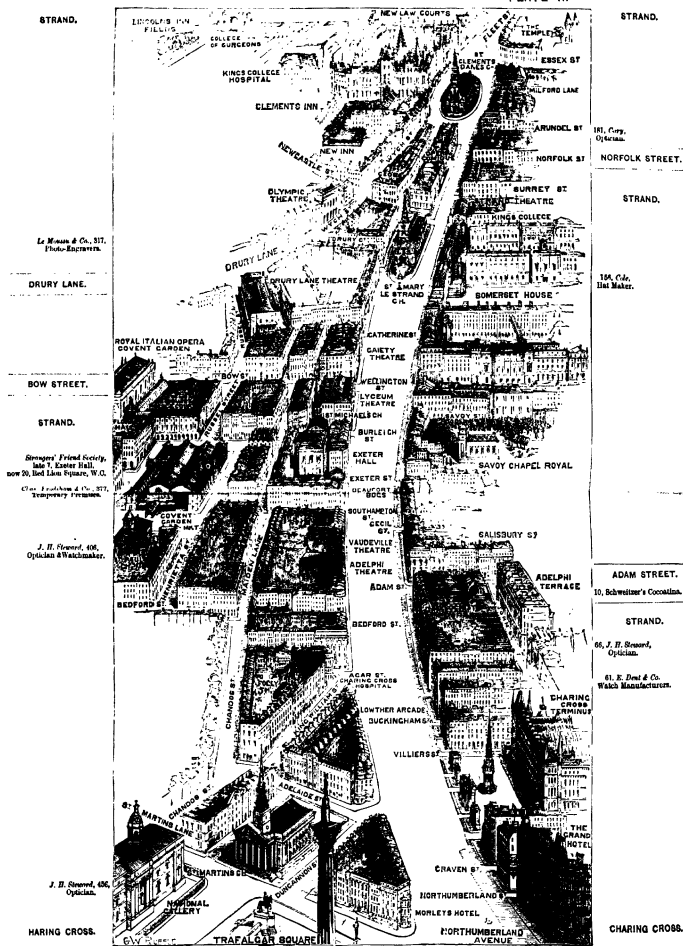 STRAND.
LINCOLNS INN
FIELDS
COLLEGE
OF SURGEONS
KINGS COLLEGE
HOSPITAL
CLEMENTS INN
NEW INN
NEWCASTLE ST
OLYMPIC
THEATRE
Photo-Engravers.
DRURY LANE.
DRURY LANE
DRURY LANE THEATRE
ROYAL ITALIAN OPERA
COVENT GARDEN
BOW STREET.
BOW ST
STRAND.
Strangers' Friend Society,
late 7, Exeter Hall,
now 20, Red Lion Square, W.C.
Temporary Premises.
COVENT
GARDEN
MKT
J. H. Steward, 406,
Optician & Watchmaker.
BEDFORD ST
CHANDOS ST
CHANDOS ST
ST MARTINS LANE
ADELAIDE ST
ST MARTINS CH.
NATIONAL
GALLERY
J. H. Steward, 456,
Optician.
HARING CROSS.
TRAFALGAR SQUARE
NEW LAW COURTS
FLEET ST
ST
CLEMENTS
DANES C
ST MARY
LE STRAND
CH.
CATHERINE ST
GAIETY
THEATRE
WELLINGTON
ST
LYCEUM
THEATRE
ST MICHAELS CH
BURLEIGH
ST
EXETER
HALL
EXETER ST
BEAUFORT
BDGS
SOUTHAMPTON
ST.
CECIL
ST.
VAUDEVILLE
THEATRE
ADELPHI
THEATRE
ADAM ST
BEDFORD ST.
AGAR ST.
CHARING CROSS
HOSPITAL
LOWTHER ARCADE
BUCKINGHAM ST
VILLIERS ST
CRAVEN ST.
NORTHUMBERLAND ST
MORLEYS HOTEL
NORTHUMBERLAND
AVENUE
THE
TEMPLE
ESSEX ST
MILFORD LANE
ARUNDEL ST
NORFOLK ST
SURREY ST.
STRAND THEATRE
KINGS COLLEGE
SOMERSET HOUSE
SAVOY
SAVOY CHAPEL ROYAL
SALISBURY ST
ADELPHI
TERRACE
CHARING
CROSS
TERMINUS
THE
GRAND
HOTEL
STRAND.
181, Cary,
Optician.
NORFOLK STREET.
STRAND.
156, Cole,
Hat Maker.
ADAM STREET.
10, Schweitzer's Cocoatina.
STRAND.
66, J. H. Steward,
Optician.
61, E. Dent & Co.
Watch Manufacturers.
CHARING CROSS.